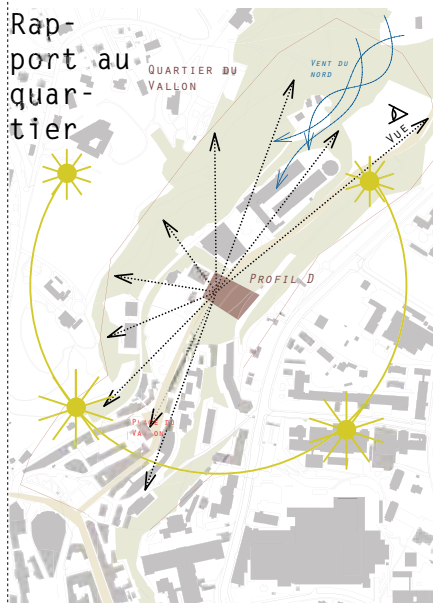 Rap-
port au
quar-
tier
Quartier du
Vallon
Vent du
nord
Vue
Profil D
Place du
Vallon